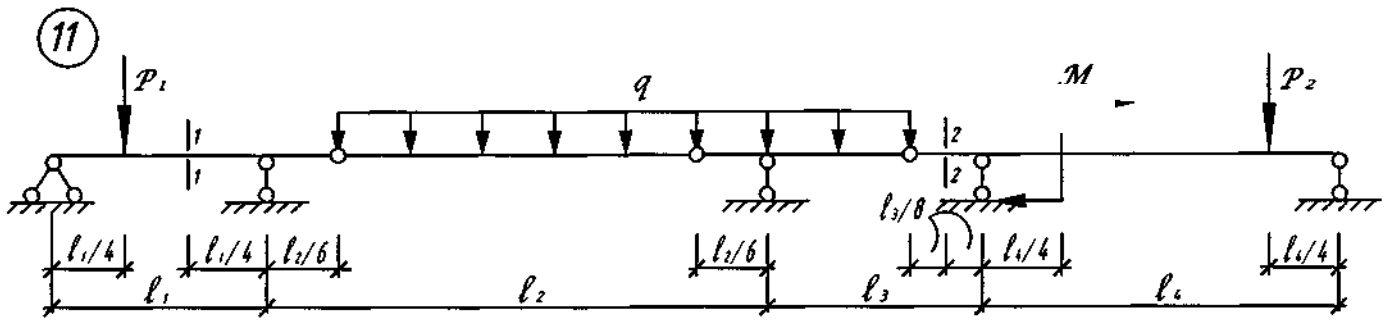 11
P₁ q M P₂
1 2
1 2
l₃/8
l₁/4 l₁/4 l₂/6 l₂/6 l₄/4 l₄/4
l₁ l₂ l₃ l₄